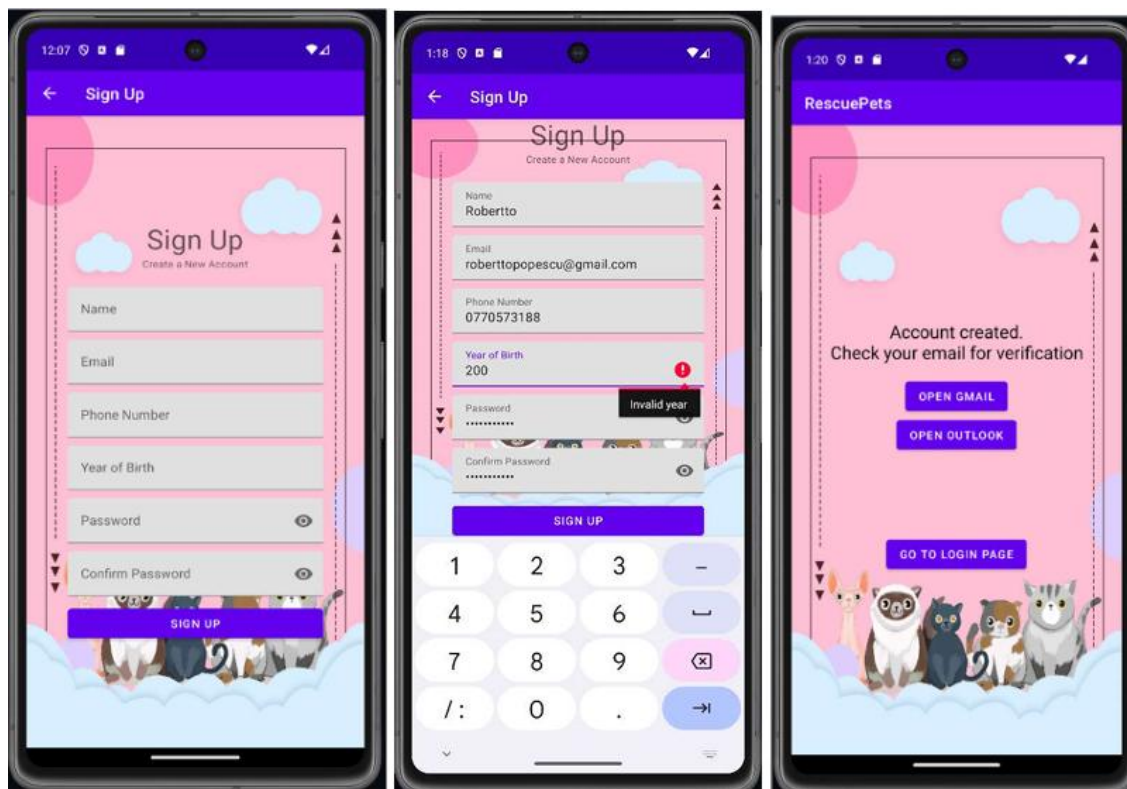 12:07
Sign Up
Sign Up
Create a New Account
Name
Email
Phone Number
Year of Birth
Password
Confirm Password
SIGN UP
1:18
Sign Up
Sign Up
Create a New Account
Name
Robertto
Email
roberttopopescu@gmail.com
Phone Number
0770573188
Year of Birth
200
Invalid year
Password
•••••••••••
Confirm Password
•••••••••••
SIGN UP
1 2 3 –
4 5 6
7 8 9
/ : 0 .
1:20
RescuePets
Account created.
Check your email for verification
OPEN GMAIL
OPEN OUTLOOK
GO TO LOGIN PAGE